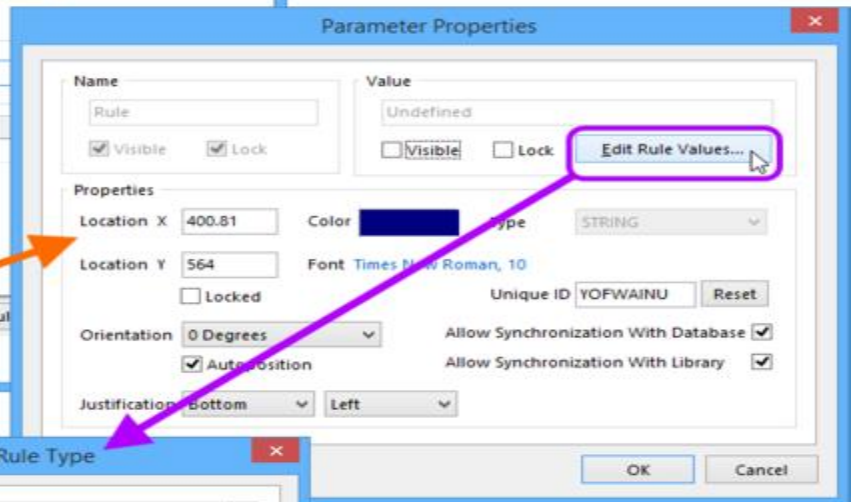 Parameter Properties
Name
Value
Rule
Undefined
Visible Lock
Visible Lock Edit Rule Values...
Properties
Location X 400.81 Color Type STRING
Location Y 564 Font Times New Roman, 10
Locked Unique ID YOFWAINU Reset
Orientation 0 Degrees Allow Synchronization With Database
Autoposition Allow Synchronization With Library
Justification Bottom Left
Rule Type
OK Cancel